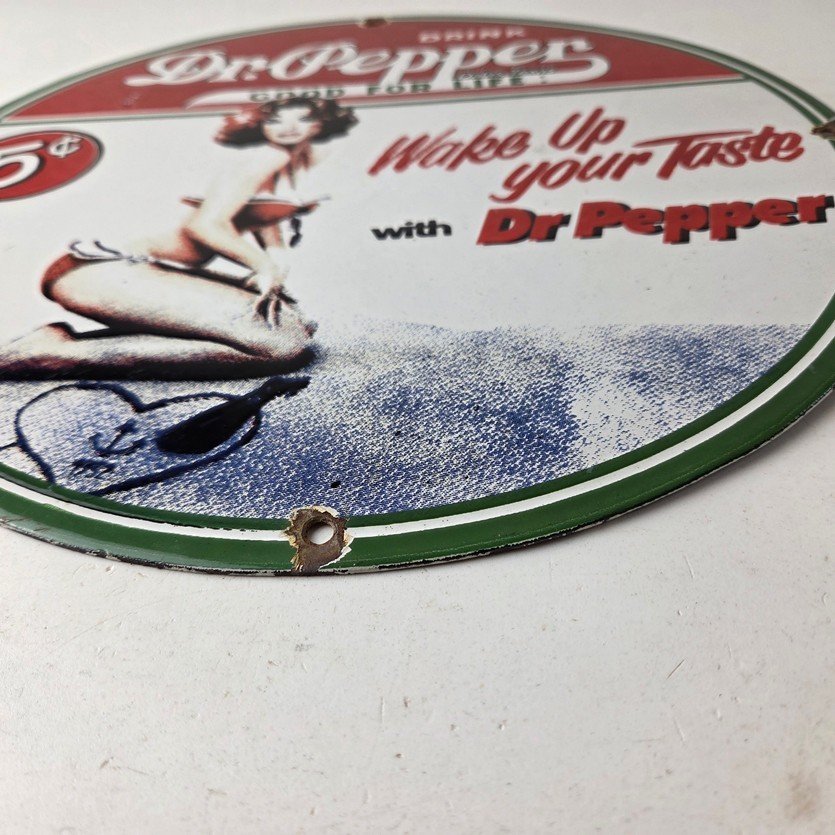 DRINK
Dr. Pepper
GOOD FOR LIFE
5¢
Wake Up
your Taste
with Dr Pepper